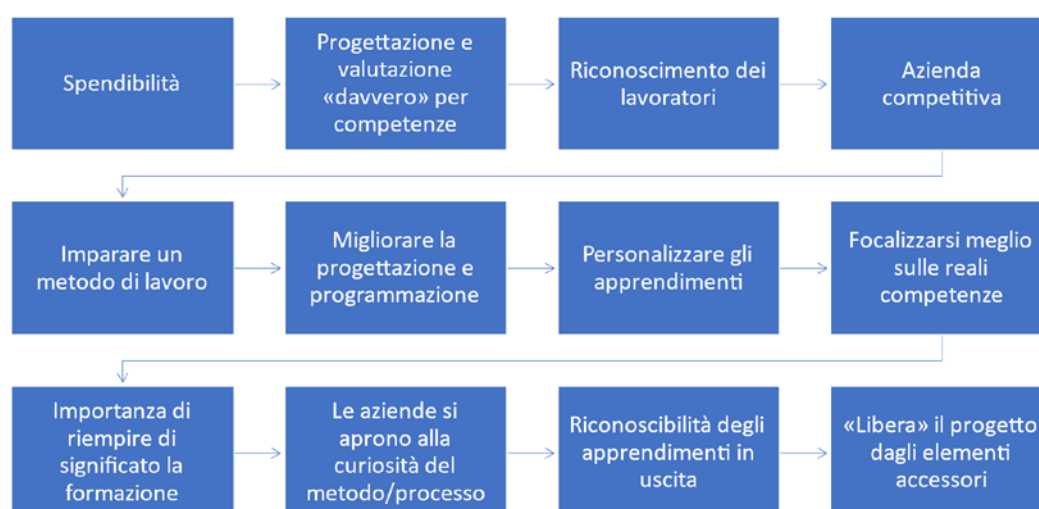 Spendibilità
Progettazione e
valutazione
«davvero» per
competenze
Riconoscimento dei
lavoratori
Azienda
competitiva
Imparare un
metodo di lavoro
Migliorare la
progettazione e
programmazione
Personalizzare gli
apprendimenti
Focalizzarsi meglio
sulle reali
competenze
Importanza di
riempire di
significato la
formazione
Le aziende si
aprono alla
curiosità del
metodo/processo
Riconoscibilità degli
apprendimenti in
uscita
«Libera» il progetto
dagli elementi
accessori